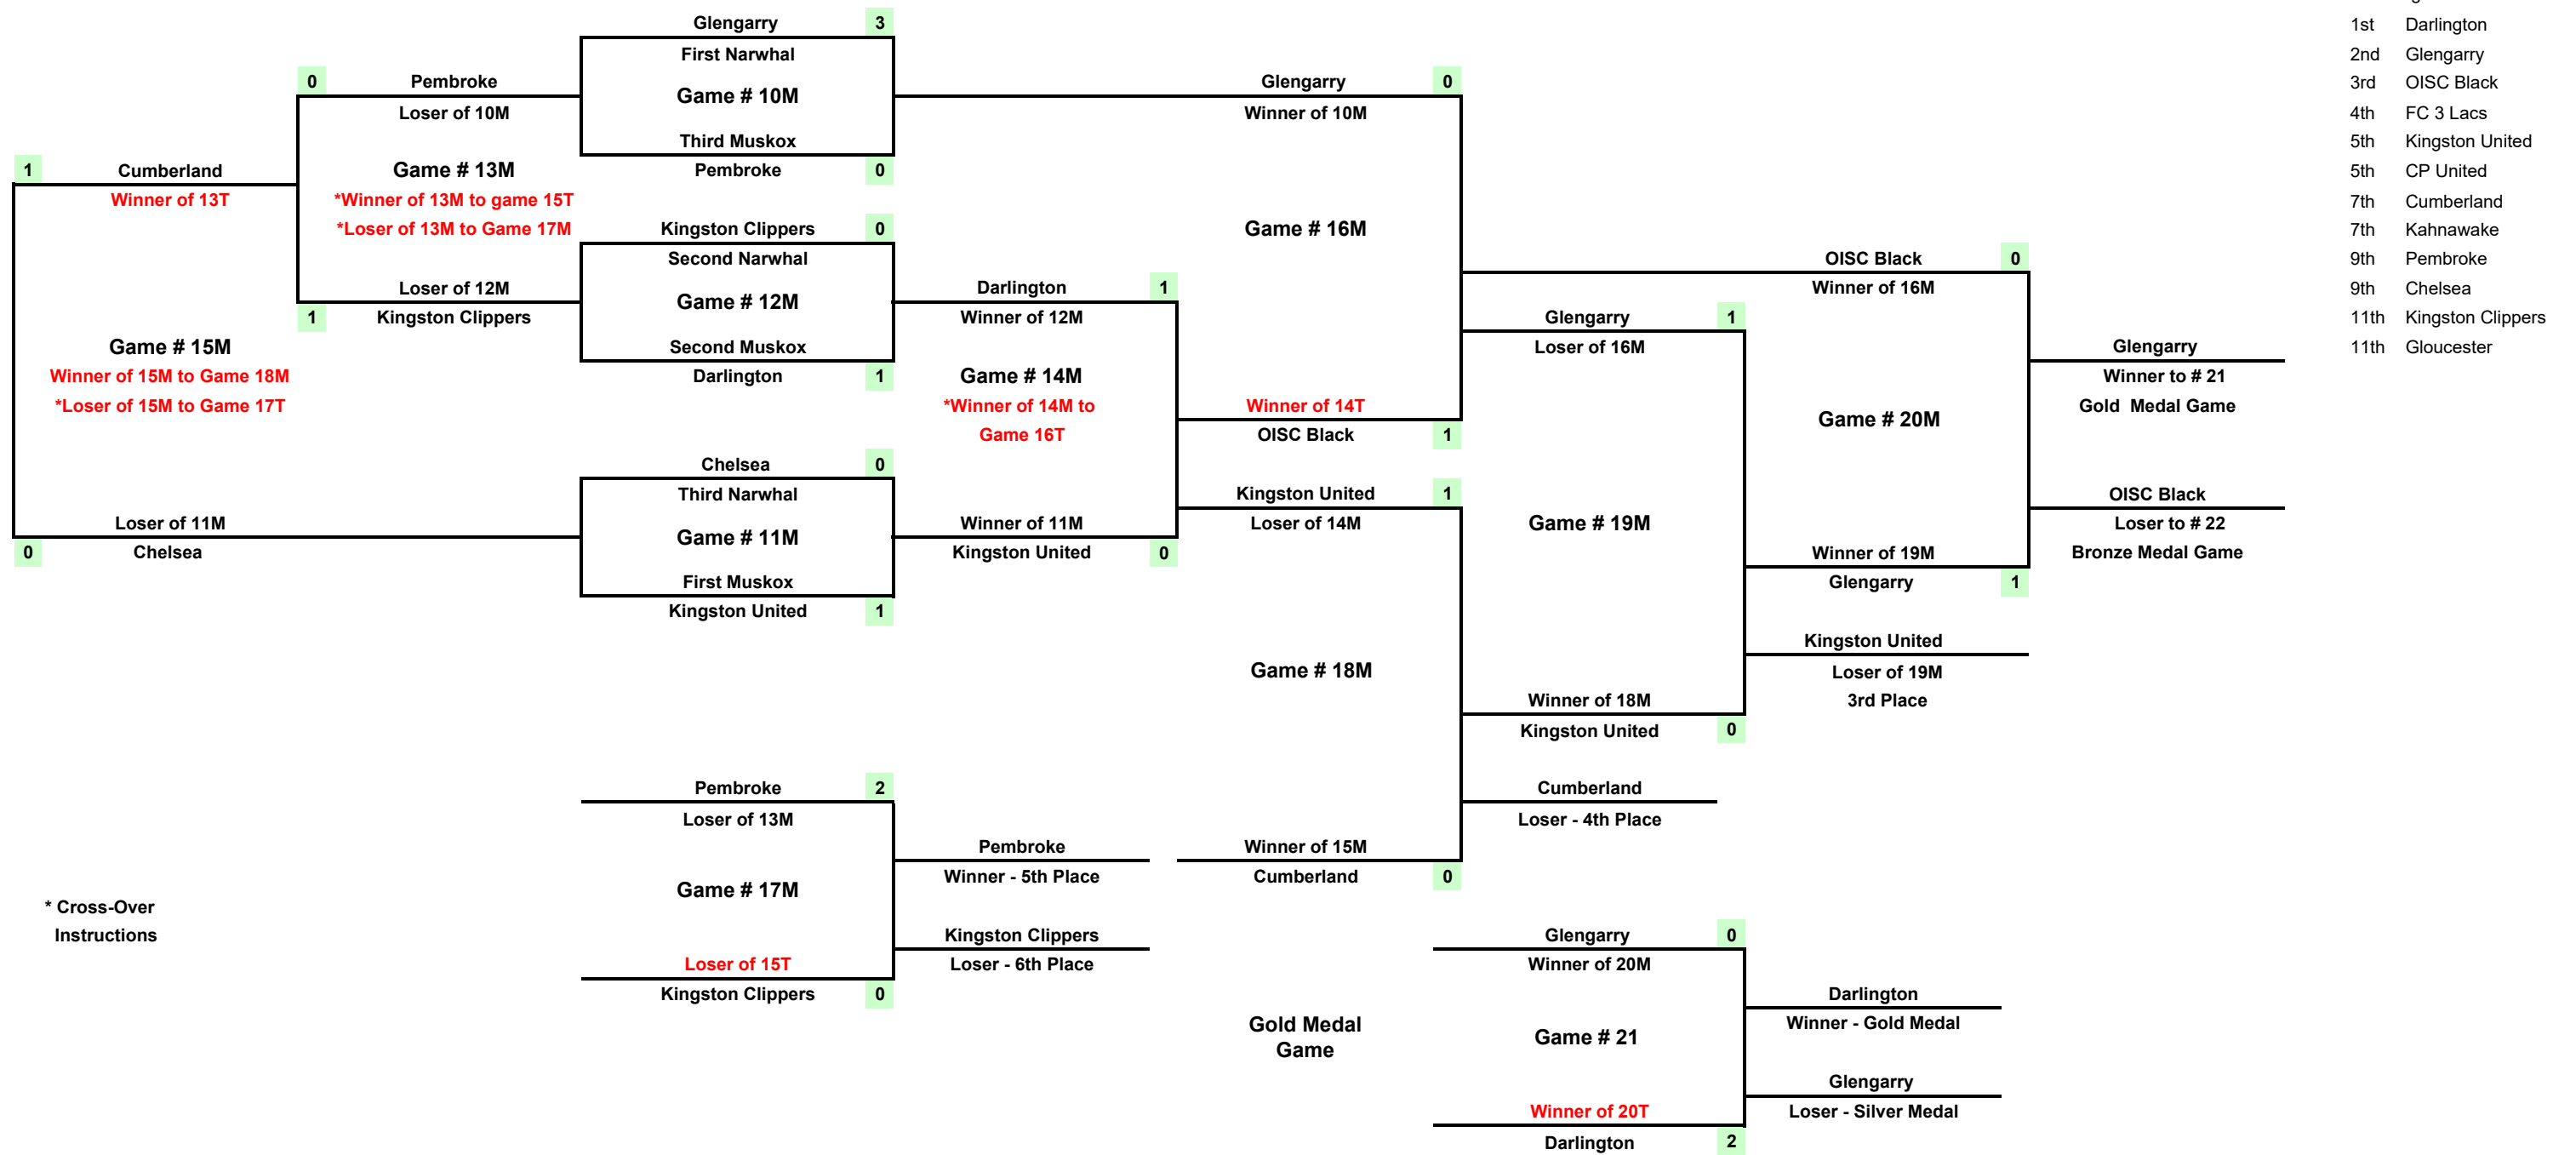 Glengarry 3
First Narwhal
Game # 10M
Third Muskox
Pembroke 0
0 Pembroke
Loser of 10M
Game # 13M
*Winner of 13M to game 15T
*Loser of 13M to Game 17M
Loser of 12M
1 Kingston Clippers
1 Cumberland
Winner of 13T
Game # 15M
Winner of 15M to Game 18M
*Loser of 15M to Game 17T
Loser of 11M
0 Chelsea
Kingston Clippers 0
Second Narwhal
Game # 12M
Second Muskox
Darlington 1
Chelsea 0
Third Narwhal
Game # 11M
First Muskox
Kingston United 1
Darlington 1
Winner of 12M
Game # 14M
*Winner of 14M to
Game 16T
Winner of 11M
Kingston United 0
Glengarry 0
Winner of 10M
Game # 16M
Winner of 14T
OISC Black 1
Kingston United 1
Loser of 14M
Game # 18M
Winner of 15M
Cumberland 0
Glengarry 1
Loser of 16M
Game # 19M
Winner of 18M
Kingston United 0
Cumberland
Loser - 4th Place
OISC Black 0
Winner of 16M
Game # 20M
Winner of 19M
Glengarry 1
Kingston United
Loser of 19M
3rd Place
Glengarry
Winner to # 21
Gold Medal Game
OISC Black
Loser to # 22
Bronze Medal Game
Pembroke 2
Loser of 13M
Game # 17M
Loser of 15T
Kingston Clippers 0
Pembroke
Winner - 5th Place
Kingston Clippers
Loser - 6th Place
* Cross-Over
Instructions
Gold Medal
Game
Glengarry 0
Winner of 20M
Game # 21
Winner of 20T
Darlington 2
Darlington
Winner - Gold Medal
Glengarry
Loser - Silver Medal
1st Darlington
2nd Glengarry
3rd OISC Black
4th FC 3 Lacs
5th Kingston United
5th CP United
7th Cumberland
7th Kahnawake
9th Pembroke
9th Chelsea
11th Kingston Clippers
11th Gloucester